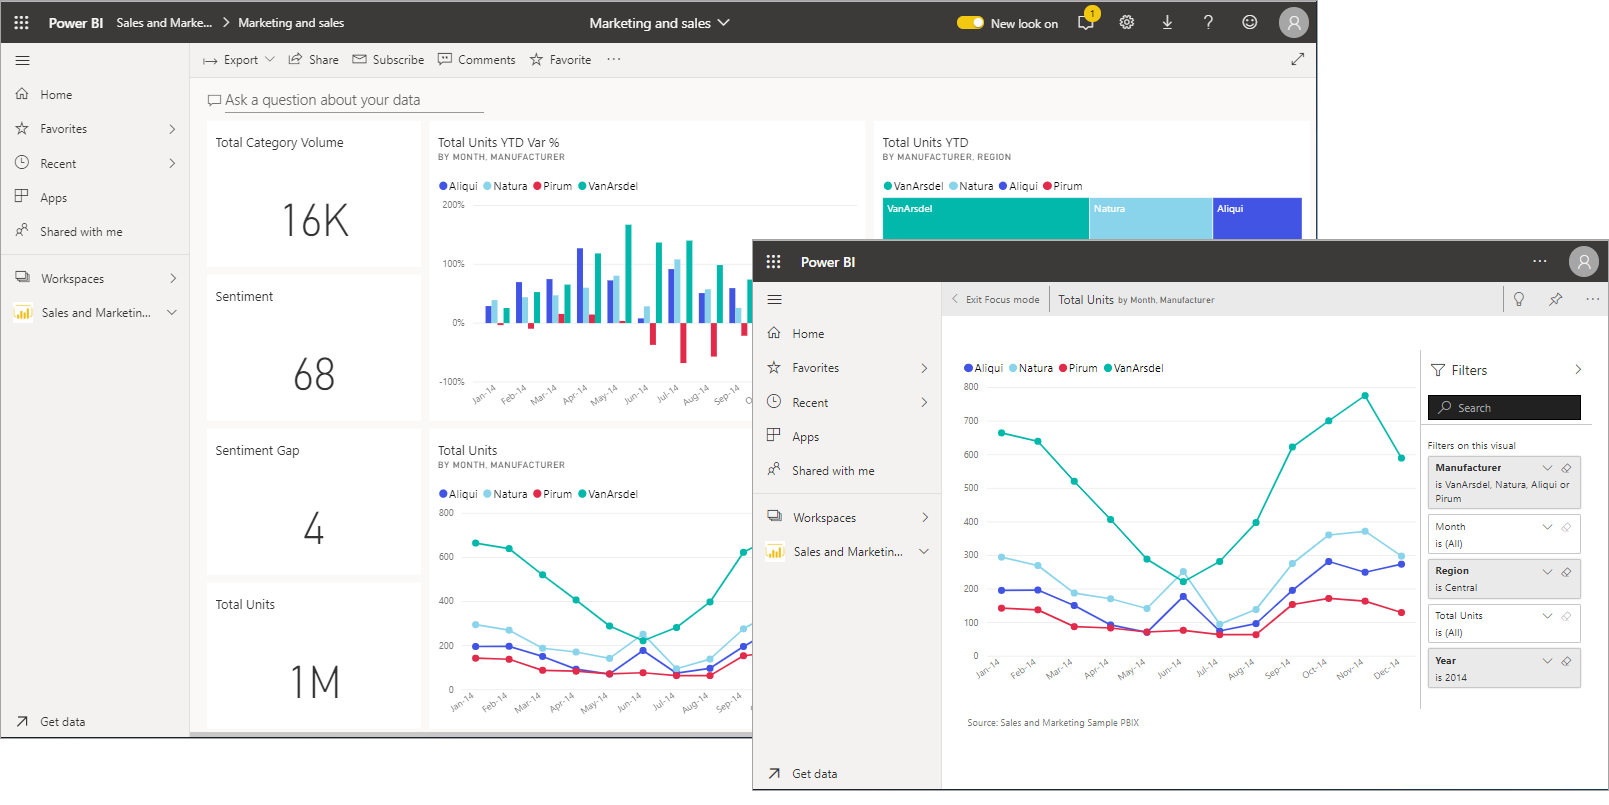 Power BI
Sales and Marke... > Marketing and sales
Marketing and sales
New look on
1
Export
Share
Subscribe
Comments
Favorite
...
Home
Favorites
Recent
Apps
Shared with me
Workspaces
Sales and Marketin...
Get data
Ask a question about your data
Total Category Volume
16K
Sentiment
68
Sentiment Gap
4
Total Units
1M
Total Units YTD Var %
BY MONTH, MANUFACTURER
Aliqui Natura Pirum VanArsdel
200%
100%
0%
-100%
Jan-14 Feb-14 Mar-14 Apr-14 May-14 Jun-14 Jul-14 Aug-14 Sep-14
Total Units
BY MONTH, MANUFACTURER
Aliqui Natura Pirum VanArsdel
800
600
400
200
0
Jan-14 Feb-14 Mar-14 Apr-14 May-14 Jun-14 Jul-14 Aug-14 Sep-14
Total Units YTD
BY MANUFACTURER, REGION
VanArsdel Natura Aliqui Pirum
VanArsdel Natura Aliqui
Power BI
...
Home
Favorites
Recent
Apps
Shared with me
Workspaces
Sales and Marketin...
Get data
Exit Focus mode
Total Units by Month, Manufacturer
...
Aliqui Natura Pirum VanArsdel
800
700
600
500
400
300
200
100
0
Jan-14 Feb-14 Mar-14 Apr-14 May-14 Jun-14 Jul-14 Aug-14 Sep-14 Oct-14 Nov-14 Dec-14
Source: Sales and Marketing Sample PBIX
Filters
Search
Filters on this visual
Manufacturer
is VanArsdel, Natura, Aliqui or
Pirum
Month
is (All)
Region
is Central
Total Units
is (All)
Year
is 2014